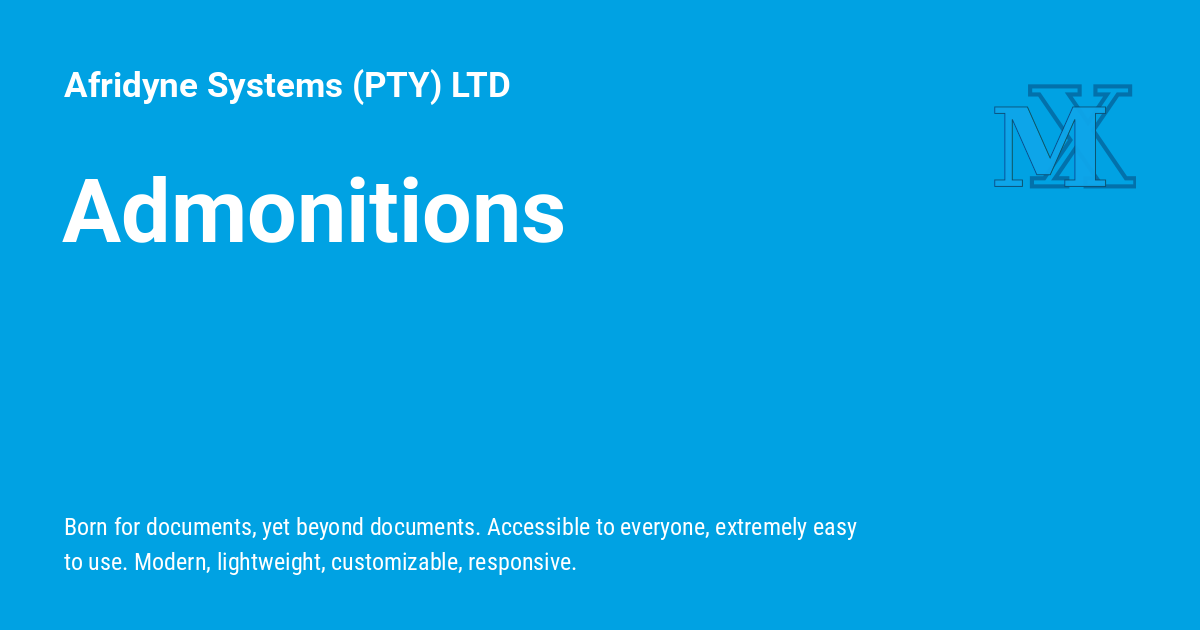 Afridyne Systems (PTY) LTD
MX
Admonitions
Born for documents, yet beyond documents. Accessible to everyone, extremely easy
to use. Modern, lightweight, customizable, responsive.